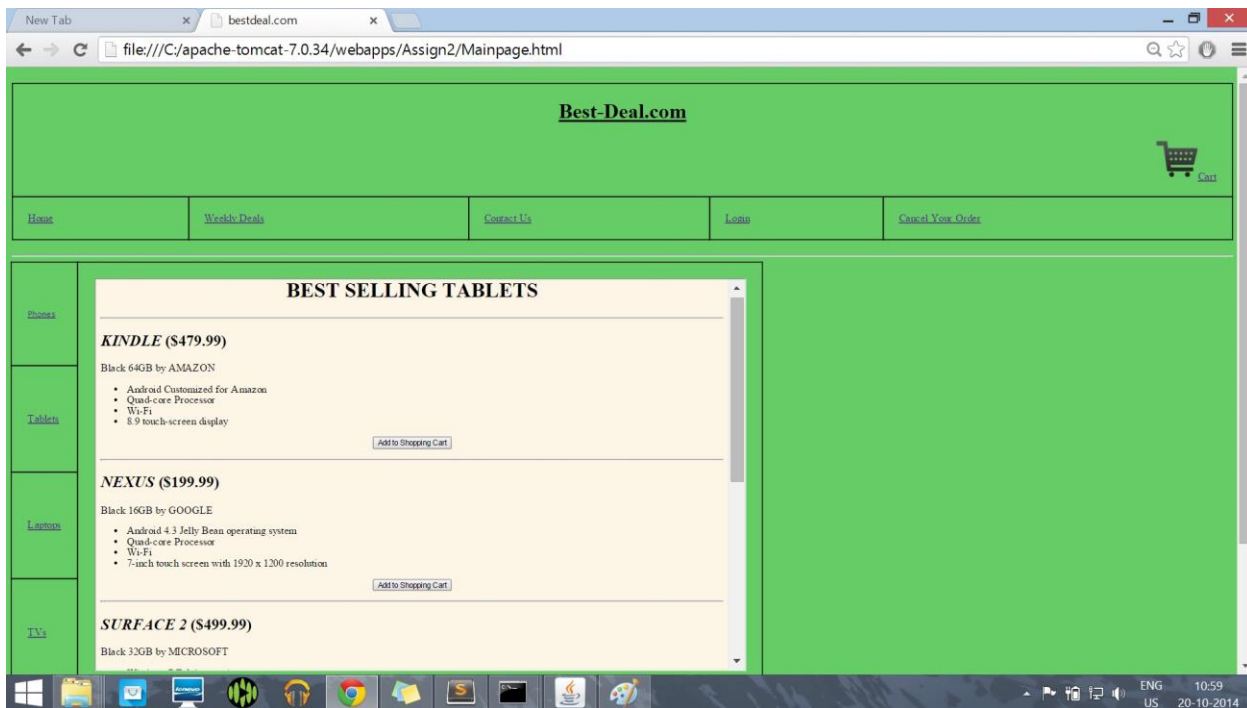 New Tab
bestdeal.com
file:///C:/apache-tomcat-7.0.34/webapps/Assign2/Mainpage.html
Best-Deal.com
Cart
Home Weekly Deals Contact Us Login Cancel Your Order
Phones
Tablets
Laptops
TVs
BEST SELLING TABLETS
KINDLE ($479.99)
Black 64GB by AMAZON
• Android Customized for Amazon
• Quad-core Processor
• Wi-Fi
• 8.9 touch-screen display
Add to Shopping Cart
NEXUS ($199.99)
Black 16GB by GOOGLE
• Android 4.3 Jelly Bean operating system
• Quad-core Processor
• Wi-Fi
• 7-inch touch screen with 1920 x 1200 resolution
Add to Shopping Cart
SURFACE 2 ($499.99)
Black 32GB by MICROSOFT
lenovo
ENG 10:59
US 20-10-2014